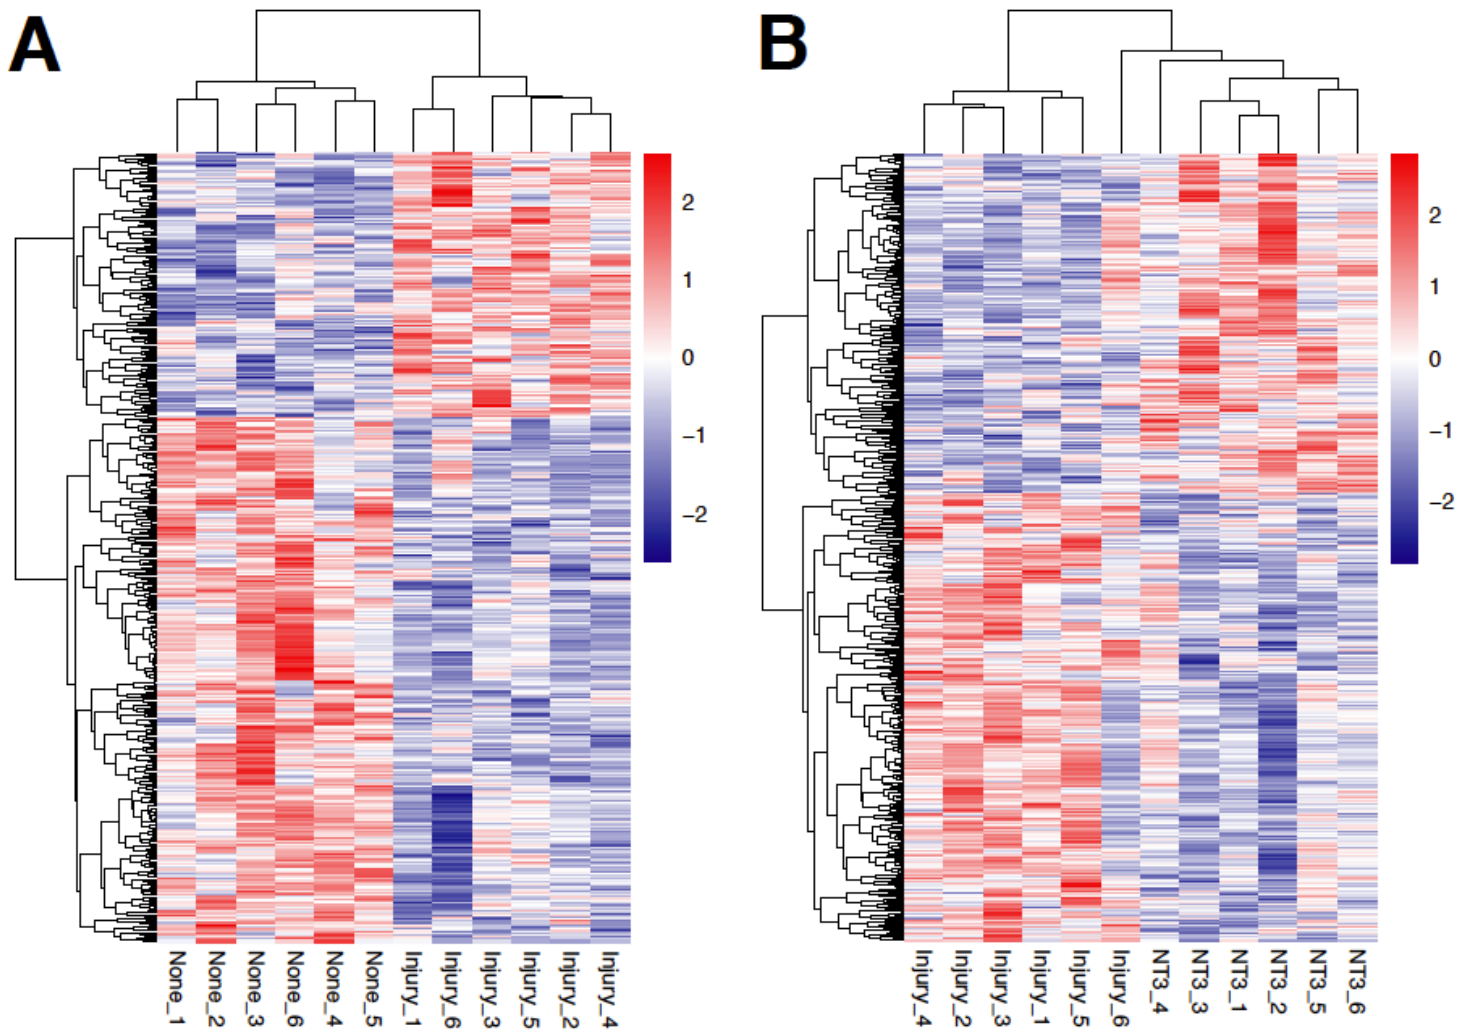 A
B
2
1
0
−1
−2
2
1
0
−1
−2
None_1
None_2
None_3
None_6
None_4
None_5
Injury_1
Injury_6
Injury_3
Injury_5
Injury_2
Injury_4
Injury_4
Injury_2
Injury_3
Injury_1
Injury_5
Injury_6
NT3_4
NT3_3
NT3_1
NT3_2
NT3_5
NT3_6